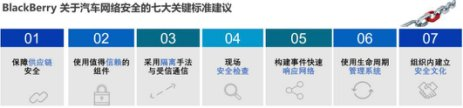 BlackBerry 关于汽车网络安全的七大关键标准建议
01
保障供应链
安全
02
使用值得信赖的
组件
03
采用隔离手法
与受信通信
04
现场
安全检查
05
构建事件快速
响应网络
06
使用生命周期
管理系统
07
组织内建立
安全文化